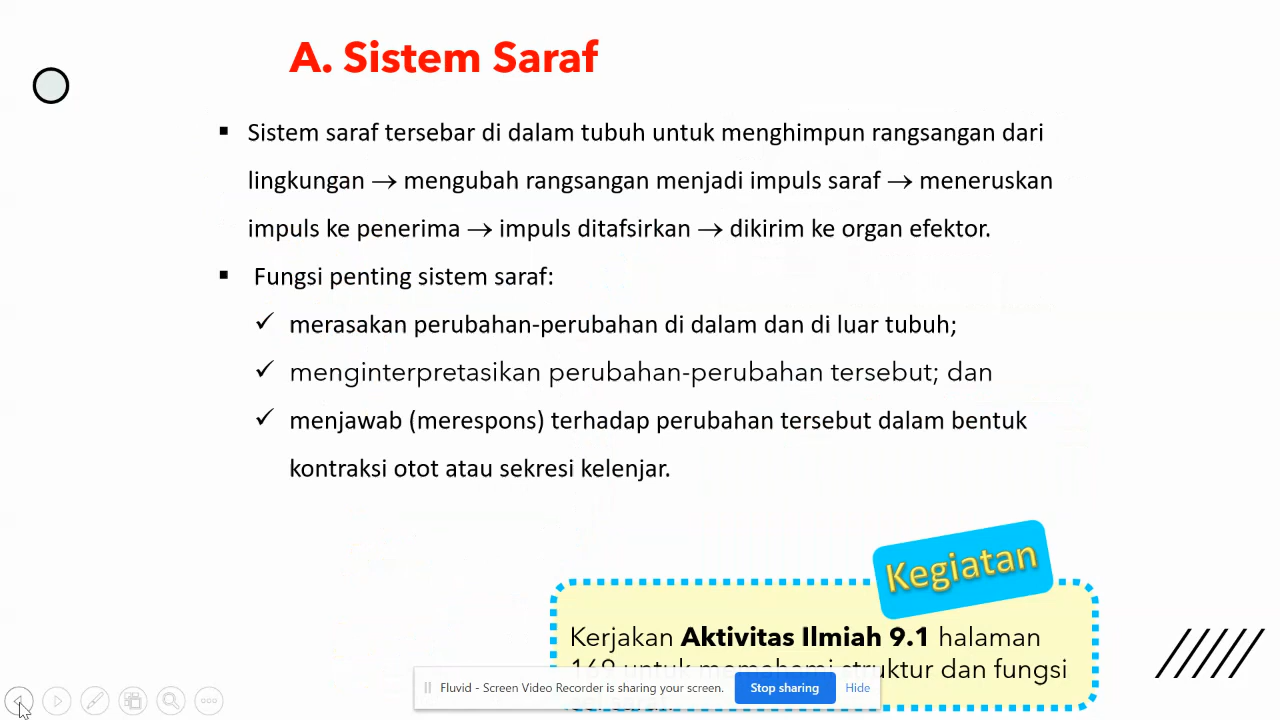 A. Sistem Saraf
▪ Sistem saraf tersebar di dalam tubuh untuk menghimpun rangsangan dari
lingkungan → mengubah rangsangan menjadi impuls saraf → meneruskan
impuls ke penerima → impuls ditafsirkan → dikirim ke organ efektor.
▪ Fungsi penting sistem saraf:
✓ merasakan perubahan-perubahan di dalam dan di luar tubuh;
✓ menginterpretasikan perubahan-perubahan tersebut; dan
✓ menjawab (merespons) terhadap perubahan tersebut dalam bentuk
kontraksi otot atau sekresi kelenjar.
Kegiatan
Kerjakan Aktivitas Ilmiah 9.1 halaman
169 untuk memahami struktur dan fungsi
Fluvid - Screen Video Recorder is sharing your screen.
Stop sharing
Hide